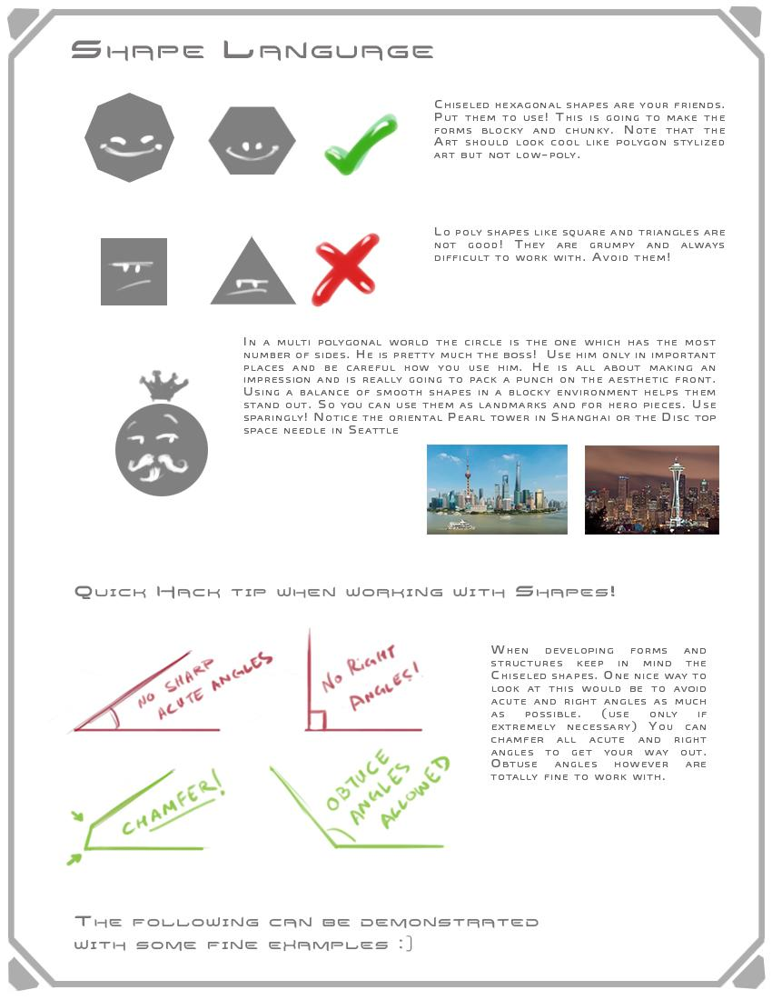 Shape Language
Chiseled hexagonal shapes are your friends.
Put them to use! This is going to make the
forms blocky and chunky. Note that the
Art should look cool like polygon stylized
art but not low-poly.
Lo poly shapes like square and triangles are
not good! They are grumpy and always
difficult to work with. Avoid them!
In a multi polygonal world the circle is the one which has the most
number of sides. He is pretty much the boss! Use him only in important
places and be careful how you use him. He is all about making an
impression and is really going to pack a punch on the aesthetic front.
Using a balance of smooth shapes in a blocky environment helps them
stand out. So you can use them as landmarks and for hero pieces. Use
sparingly! Notice the oriental Pearl tower in Shanghai or the Disc top
space needle in Seattle
Quick Hack tip when working with Shapes!
No Sharp
Acute Angles
No Right
Angles!
When developing forms and
structures keep in mind the
Chiseled shapes. One nice way to
look at this would be to avoid
acute and right angles as much
as possible. (use only if
extremely necessary) You can
chamfer all acute and right
angles to get your way out.
Obtuse angles however are
totally fine to work with.
Chamfer!
Obtuce
Angles
Allowed
The following can be demonstrated
with some fine examples :)